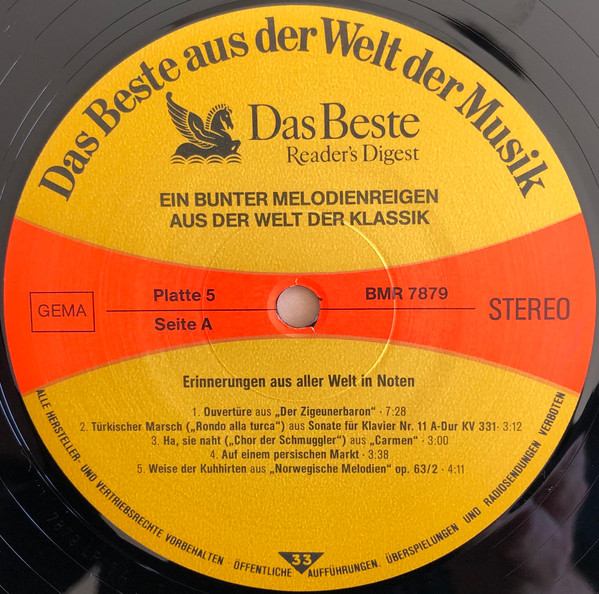 Das Beste aus der Welt der Musik
Das Beste
Reader's Digest
EIN BUNTER MELODIENREIGEN
AUS DER WELT DER KLASSIK
GEMA
Platte 5
Seite A
BMR 7879
STEREO
Erinnerungen aus aller Welt in Noten
1. Ouvertüre aus „Der Zigeunerbaron“ · 7:28
2. Türkischer Marsch („Rondo alla turca“) aus Sonate für Klavier Nr. 11 A-Dur KV 331 · 3:12
3. Ha, sie naht („Chor der Schmuggler“) aus „Carmen“ · 3:00
4. Auf einem persischen Markt · 3:38
5. Weise der Kuhhirten aus „Norwegische Melodien“ op. 63/2 · 4:11
ALLE HERSTELLER- UND VERTRIEBSRECHTE VORBEHALTEN · ÖFFENTLICHE AUFFÜHRUNGEN, ÜBERSPIELUNGEN UND RADIOSENDUNGEN VERBOTEN
33